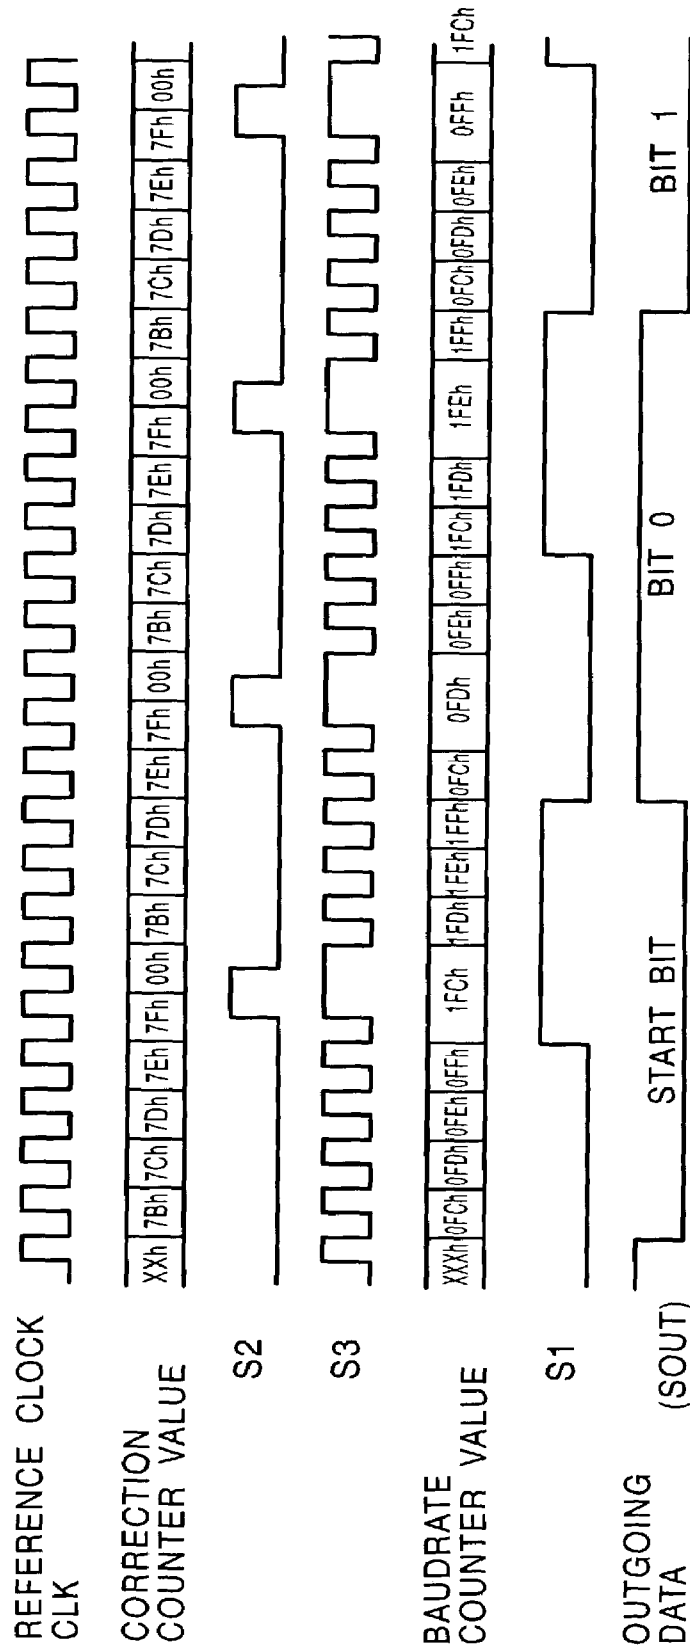 REFERENCE CLOCK
CLK
CORRECTION
COUNTER VALUE
XXh 7Bh 7Ch 7Dh 7Eh 7Fh 00h 7Bh 7Ch 7Dh 7Eh 7Fh 00h 7Bh 7Ch 7Dh 7Eh 7Fh 00h 7Bh 7Ch 7Dh 7Eh 7Fh 00h
S2
S3
BAUDRATE
COUNTER VALUE
XXXh 0FCh 0FDh 0FEh 0FFh 1FCh 1FDh 1FEh 1FFh 0FCh 0FDh 0FEh 0FFh 1FCh 1FDh 1FEh 1FFh 0FCh 0FDh 0FEh 0FFh 1FCh
S1
OUTGOING
DATA
(SOUT)
START BIT BIT 0 BIT 1